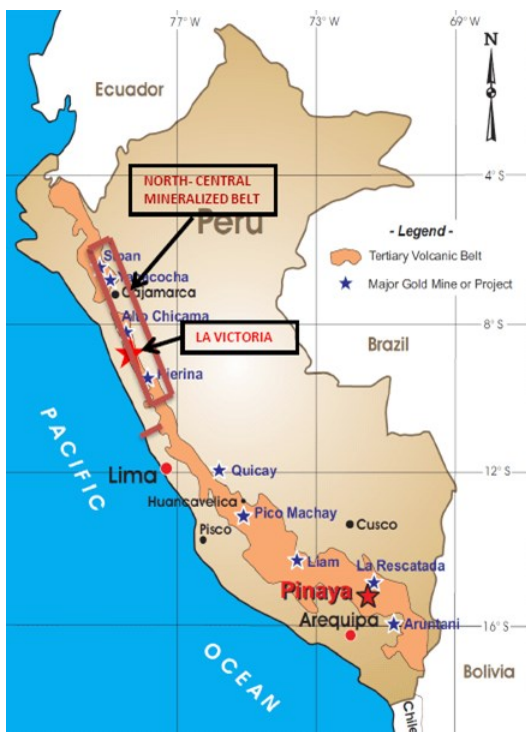 77° W
72° W
69° W
N
Ecuador
4° S
NORTH- CENTRAL
MINERALIZED BELT
Peru
- Legend -
Tertiary Volcanic Belt
Major Gold Mine or Project
Sipan
Yanacocha
Cajamarca
Alto Chicama
8° S
LA VICTORIA
Brazil
Pierina
PACIFIC
Lima
Quicay
12° S
Huancavelica
Pico Machay
Cusco
Pisco
Liam
La Rescatada
Pinaya
Arequipa
Aruntani
16° S
OCEAN
Bolivia
Chile